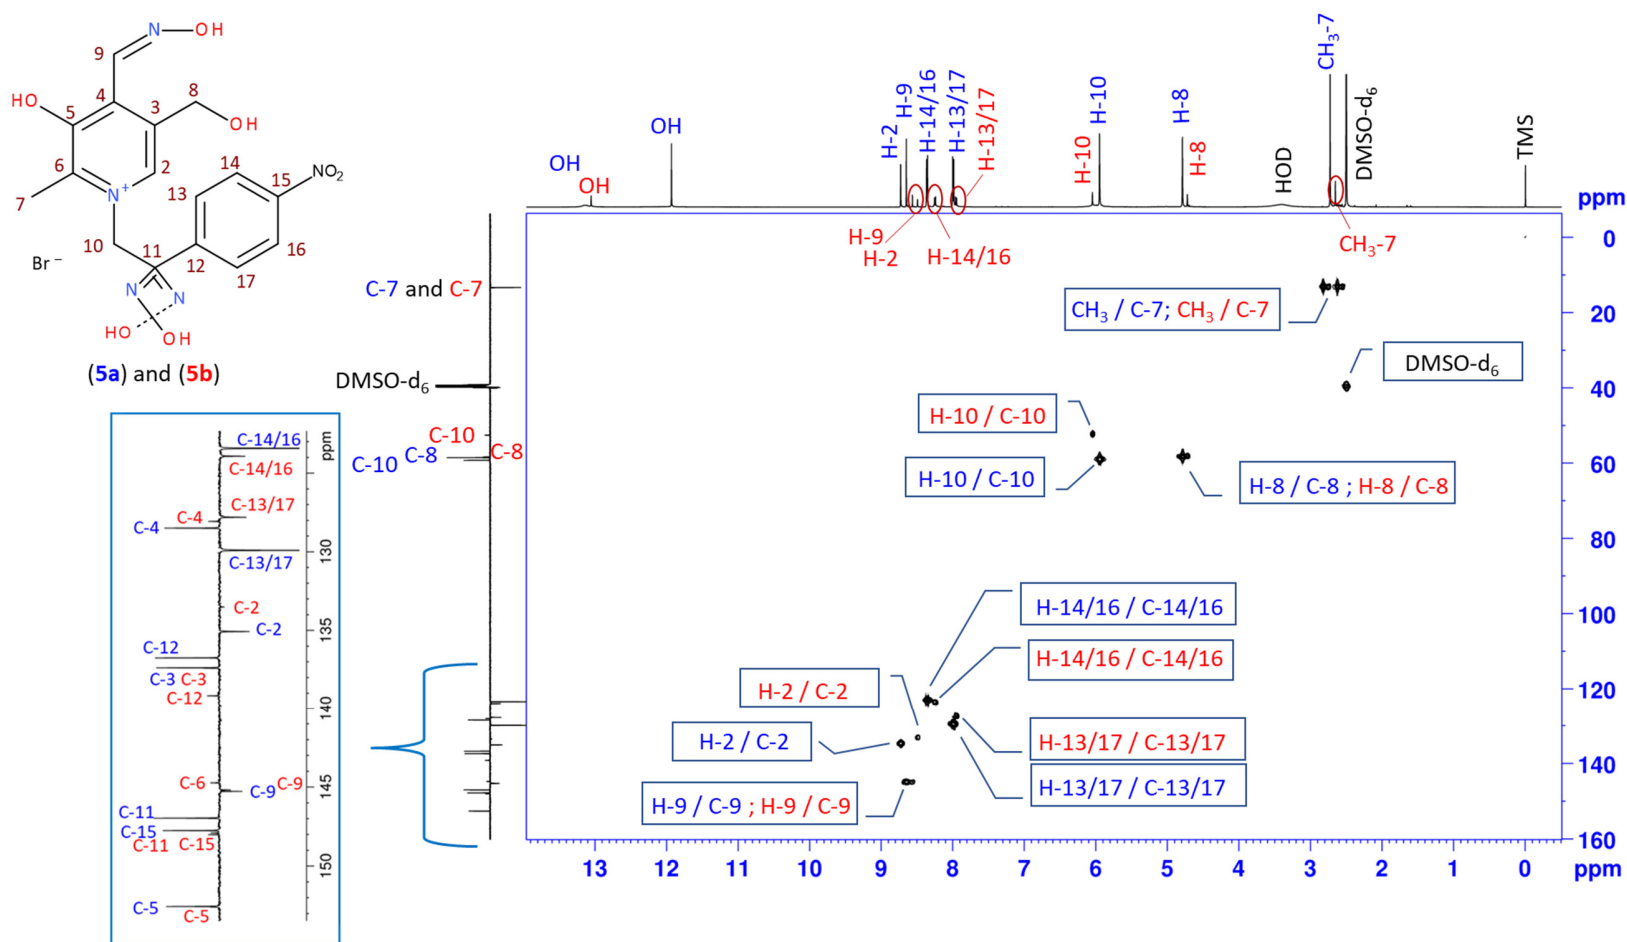 N
OH
9
HO
5
4
3
8
OH
6
2
N⁺
7
14
NO₂
13
15
10
11
12
16
17
Br⁻
N
N
HO
OH
(5a) and (5b)
OH
OH
OH
H-2
H-9
H-14/16
H-13/17
H-13/17
H-10
H-10
H-8
H-8
HOD
CH₃-7
DMSO-d₆
TMS
ppm
H-9
H-2
H-14/16
CH₃-7
C-7 and C-7
DMSO-d₆
C-10
C-10 C-8
C-8
CH₃ / C-7; CH₃ / C-7
DMSO-d₆
H-10 / C-10
H-10 / C-10
H-8 / C-8 ; H-8 / C-8
H-14/16 / C-14/16
H-14/16 / C-14/16
H-2 / C-2
H-2 / C-2
H-13/17 / C-13/17
H-13/17 / C-13/17
H-9 / C-9 ; H-9 / C-9
0
20
40
60
80
100
120
140
160
13 12 11 10 9 8 7 6 5 4 3 2 1 0 ppm
C-14/16
ppm
C-14/16
C-13/17
C-4
C-4
130
C-13/17
C-2
C-2
135
C-12
C-3 C-3
C-12
140
C-6
C-9 C-9
145
C-11
C-15
C-11 C-15
150
C-5
C-5